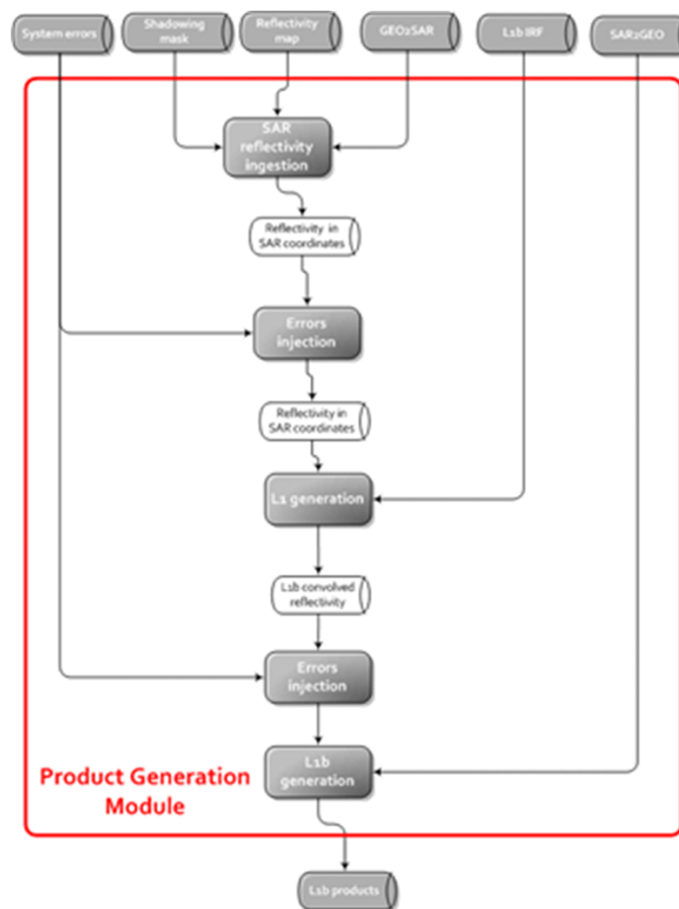 System errors
Shadowing
mask
Reflectivity
map
GEO2SAR
L1b IRF
SAR2GEO
SAR
reflectivity
ingestion
Reflectivity in
SAR coordinates
Errors
injection
Reflectivity in
SAR coordinates
L1 generation
L1b convolved
reflectivity
Errors
injection
L1b
generation
Product Generation
Module
L1b products